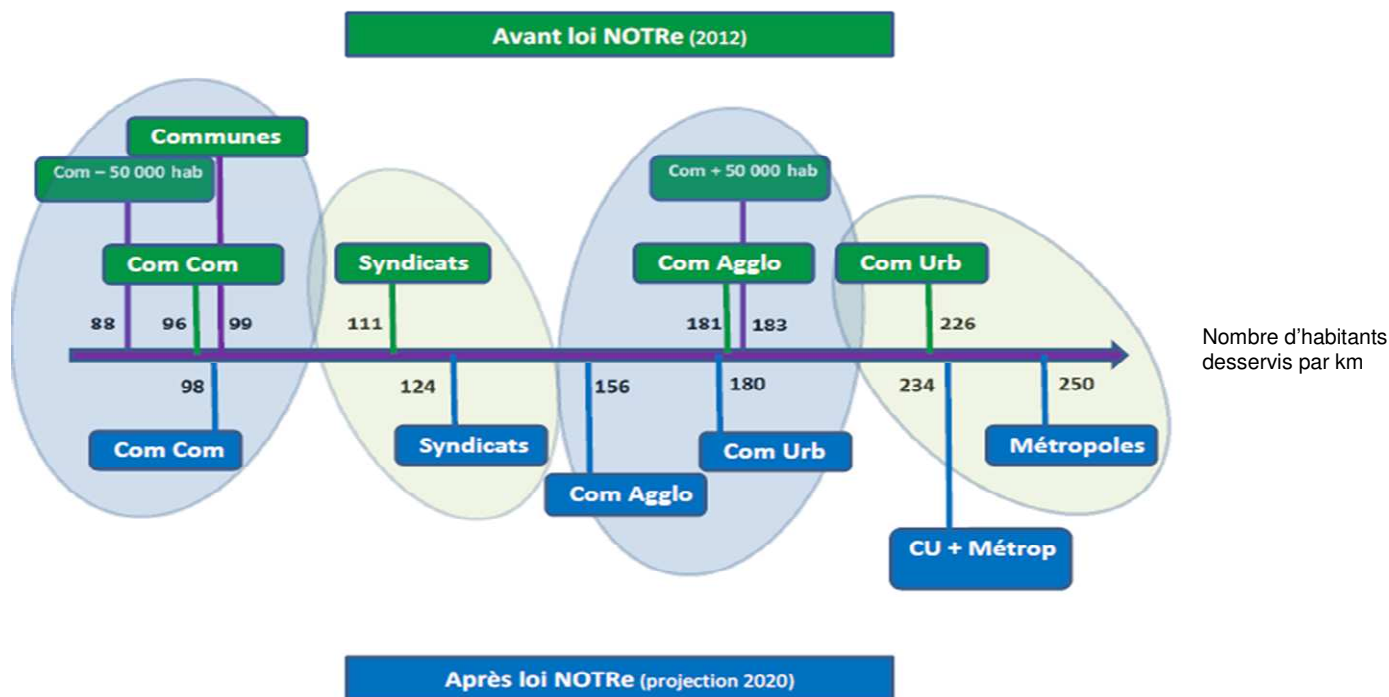 Avant loi NOTRe (2012)
Communes
Com – 50 000 hab
Com + 50 000 hab
Com Com
Syndicats
Com Agglo
Com Urb
88
96
99
111
181
183
226
Nombre d’habitants
desservis par km
98
124
156
180
234
250
Com Com
Syndicats
Com Urb
Métropoles
Com Agglo
CU + Métrop
Après loi NOTRe (projection 2020)